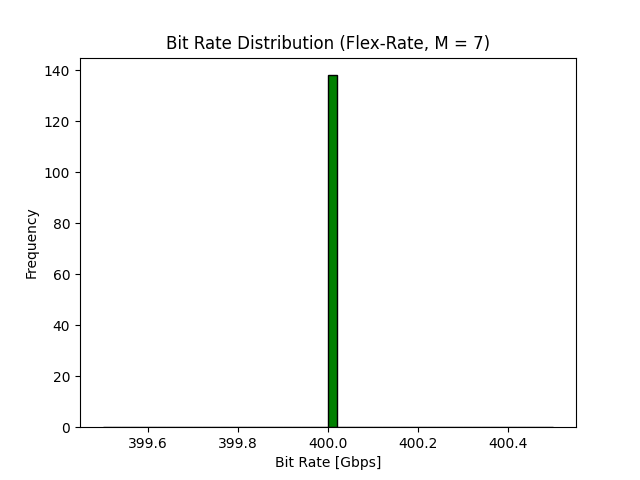 Bit Rate Distribution (Flex-Rate, M = 7)
140
120
100
80
60
40
20
0
Frequency
399.6 399.8 400.0 400.2 400.4
Bit Rate [Gbps]